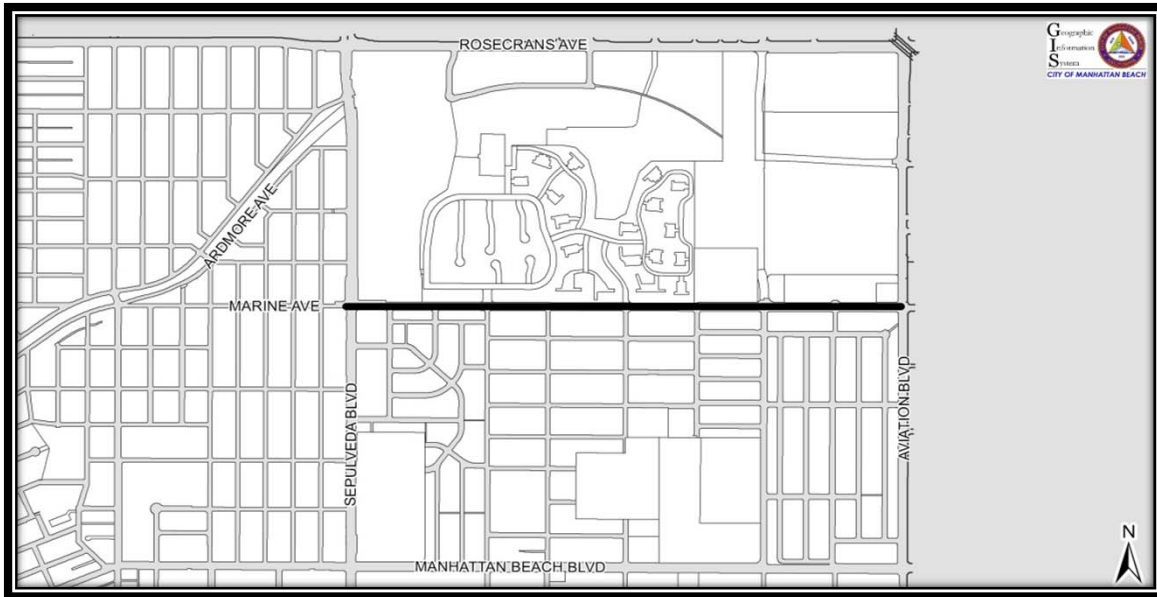 ROSECRANS AVE
Geographic
Information
System
CITY OF MANHATTAN BEACH
ARDMORE AVE
MARINE AVE
SEPULVEDA BLVD
AVIATION BLVD
MANHATTAN BEACH BLVD
N